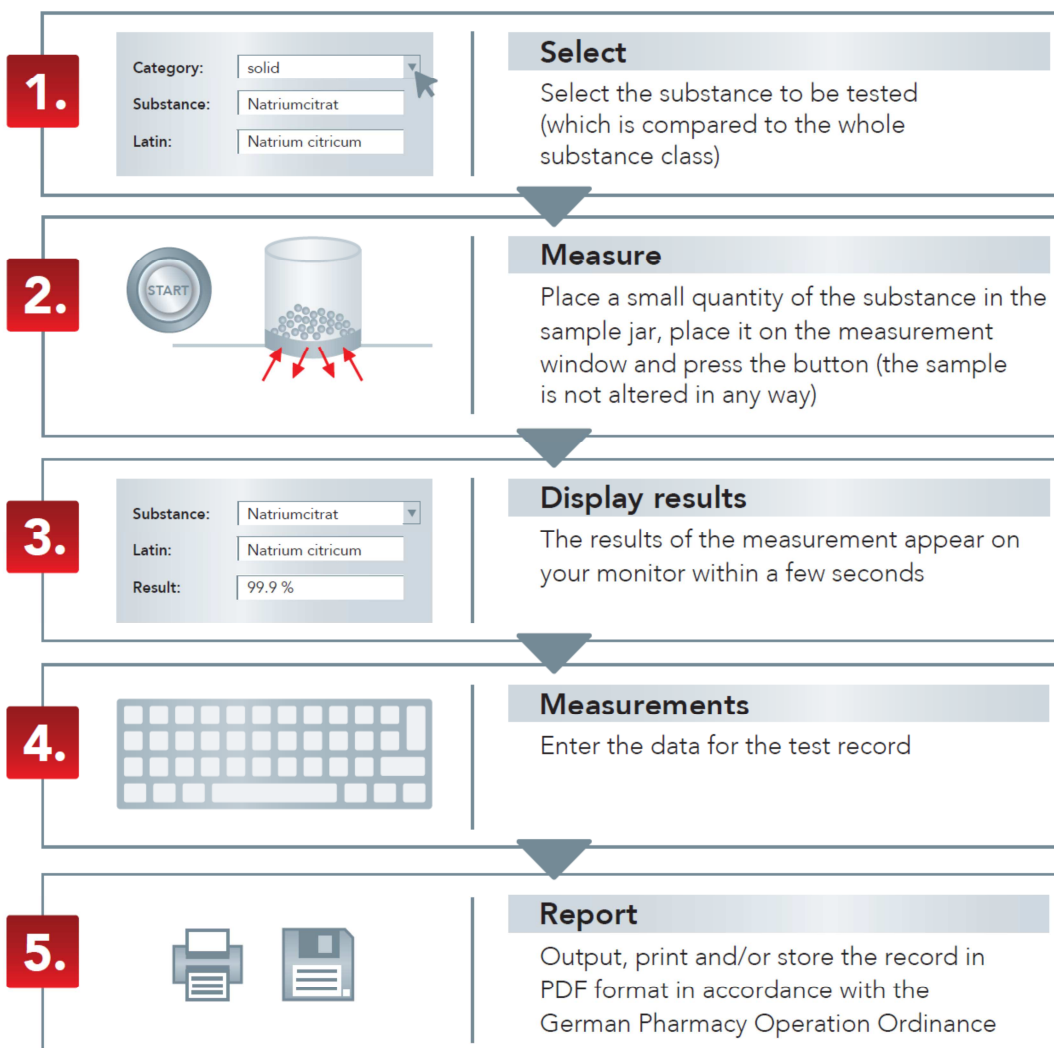 1.
Category: solid
Substance: Natriumcitrat
Latin: Natrium citricum
Select
Select the substance to be tested
(which is compared to the whole
substance class)
2.
START
Measure
Place a small quantity of the substance in the
sample jar, place it on the measurement
window and press the button (the sample
is not altered in any way)
3.
Substance: Natriumcitrat
Latin: Natrium citricum
Result: 99.9 %
Display results
The results of the measurement appear on
your monitor within a few seconds
4.
Measurements
Enter the data for the test record
5.
Report
Output, print and/or store the record in
PDF format in accordance with the
German Pharmacy Operation Ordinance